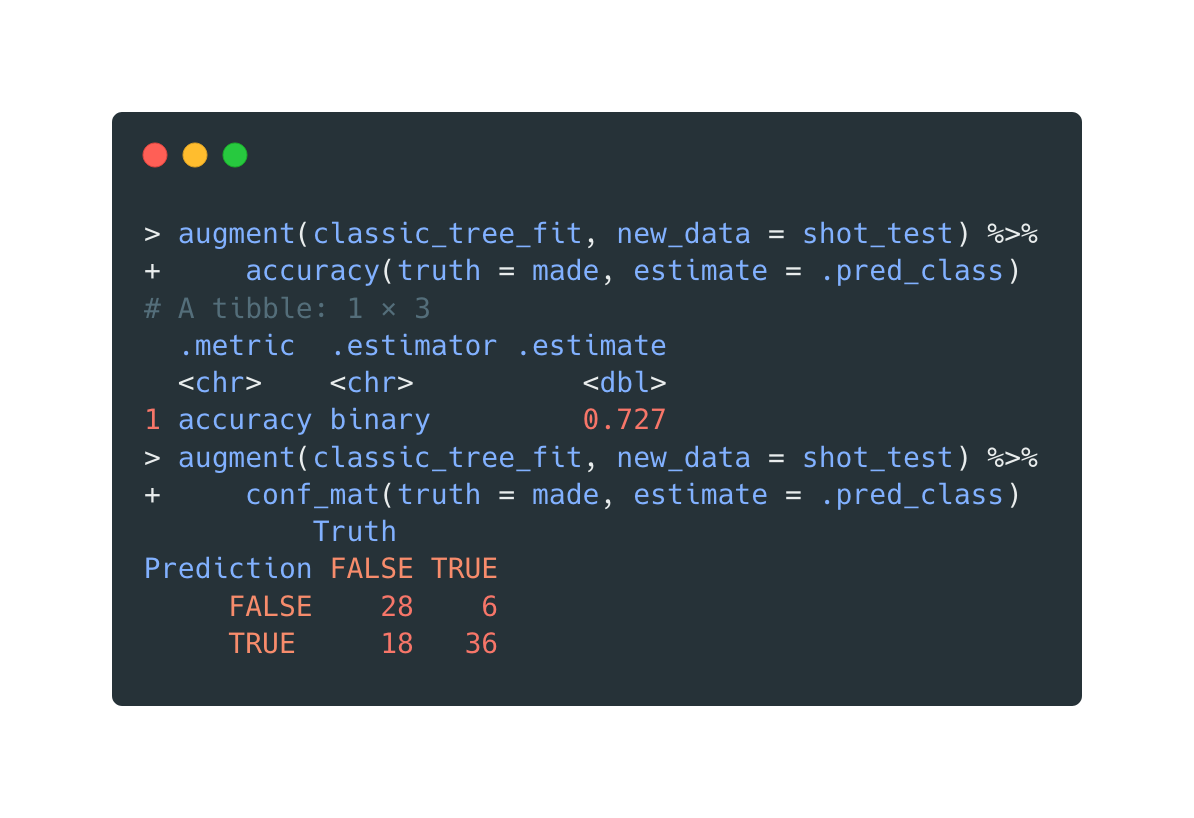 > augment(classic_tree_fit, new_data = shot_test) %>%
+     accuracy(truth = made, estimate = .pred_class)
# A tibble: 1 × 3
  .metric  .estimator .estimate
  <chr>    <chr>          <dbl>
1 accuracy binary         0.727
> augment(classic_tree_fit, new_data = shot_test) %>%
+     conf_mat(truth = made, estimate = .pred_class)
          Truth
Prediction FALSE TRUE
     FALSE    28    6
     TRUE     18   36